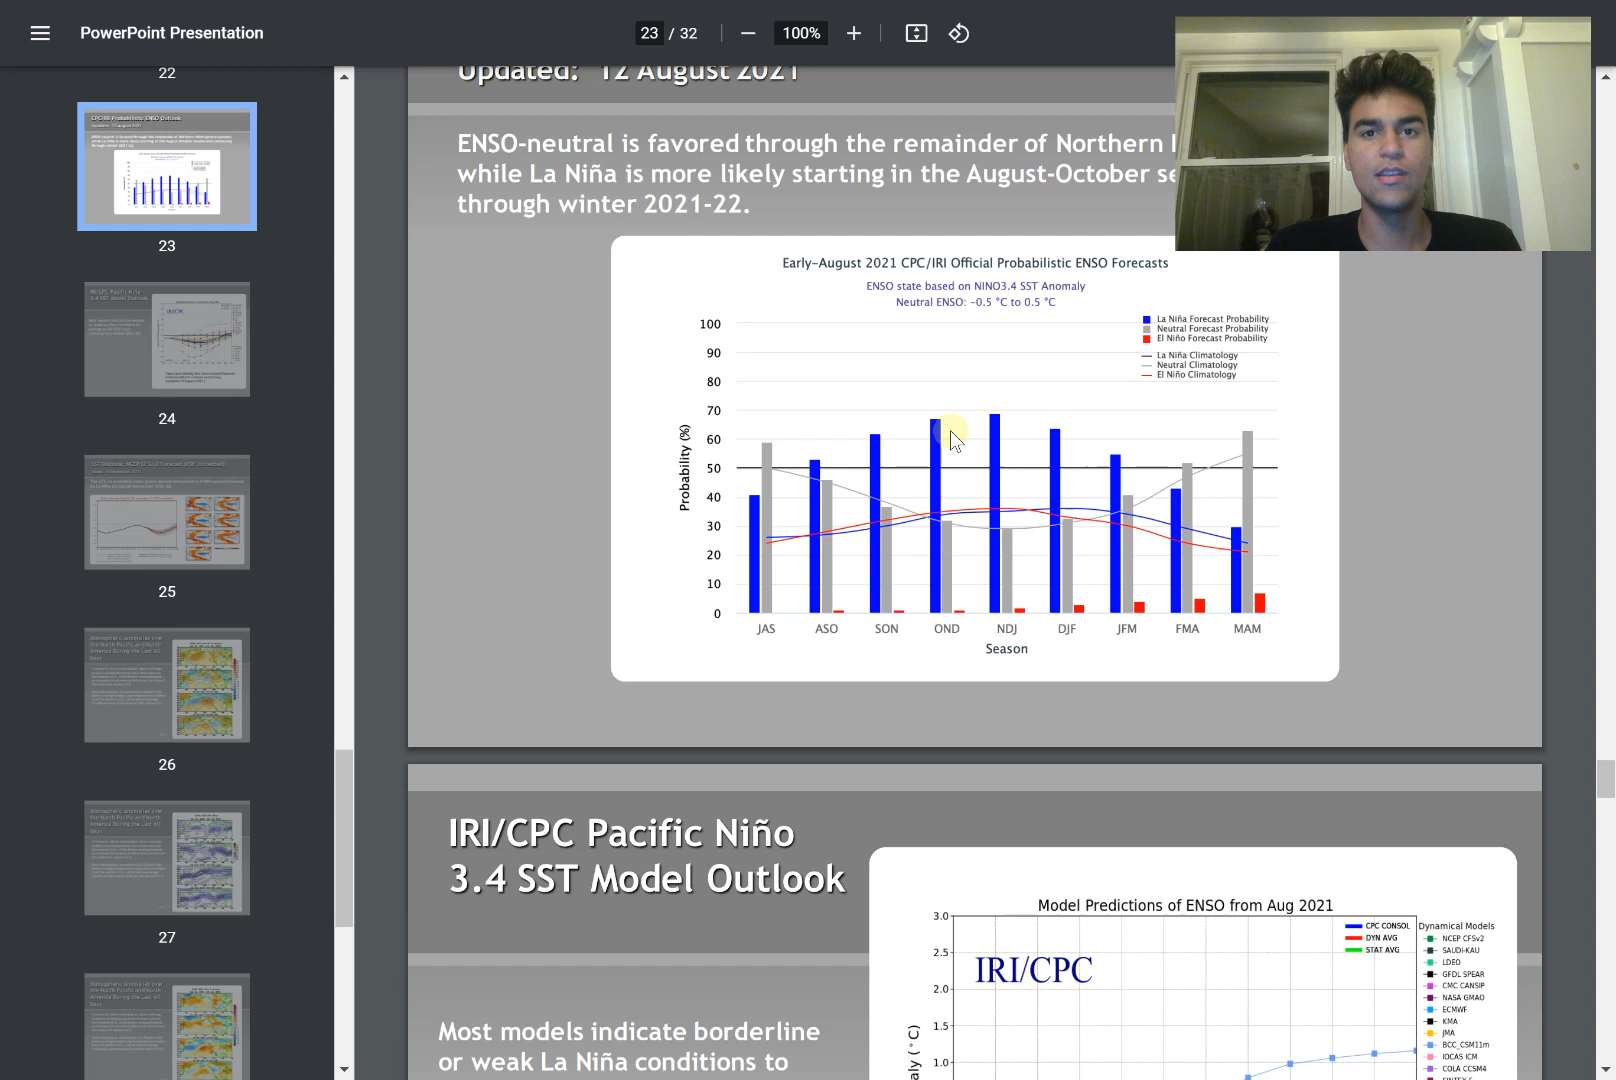 PowerPoint Presentation
23 / 32
100%
22
23
24
25
26
27
Updated: 12 August 2021
ENSO-neutral is favored through the remainder of Northern
while La Niña is more likely starting in the August-October
through winter 2021-22.
Early-August 2021 CPC/IRI Official Probabilistic ENSO Forecasts
ENSO state based on NINO3.4 SST Anomaly
Neutral ENSO: -0.5 °C to 0.5 °C
La Niña Forecast Probability
Neutral Forecast Probability
El Niño Forecast Probability
La Niña Climatology
Neutral Climatology
El Niño Climatology
Probability (%)
100
90
80
70
60
50
40
30
20
10
0
JAS ASO SON OND NDJ DJF JFM FMA MAM
Season
IRI/CPC Pacific Niño
3.4 SST Model Outlook
Most models indicate borderline
or weak La Niña conditions to
Model Predictions of ENSO from Aug 2021
IRI/CPC
3.0
2.5
2.0
1.5
1.0
CPC CONSOL
DYN AVG
STAT AVG
Dynamical Models
NCEP CFSv2
SAUDI-KAU
LDEO
GFDL SPEAR
CMC CANSIP
NASA GMAO
ECMWF
KMA
JMA
BCC_CSM11m
IOCAS ICM
COLA CCSM4